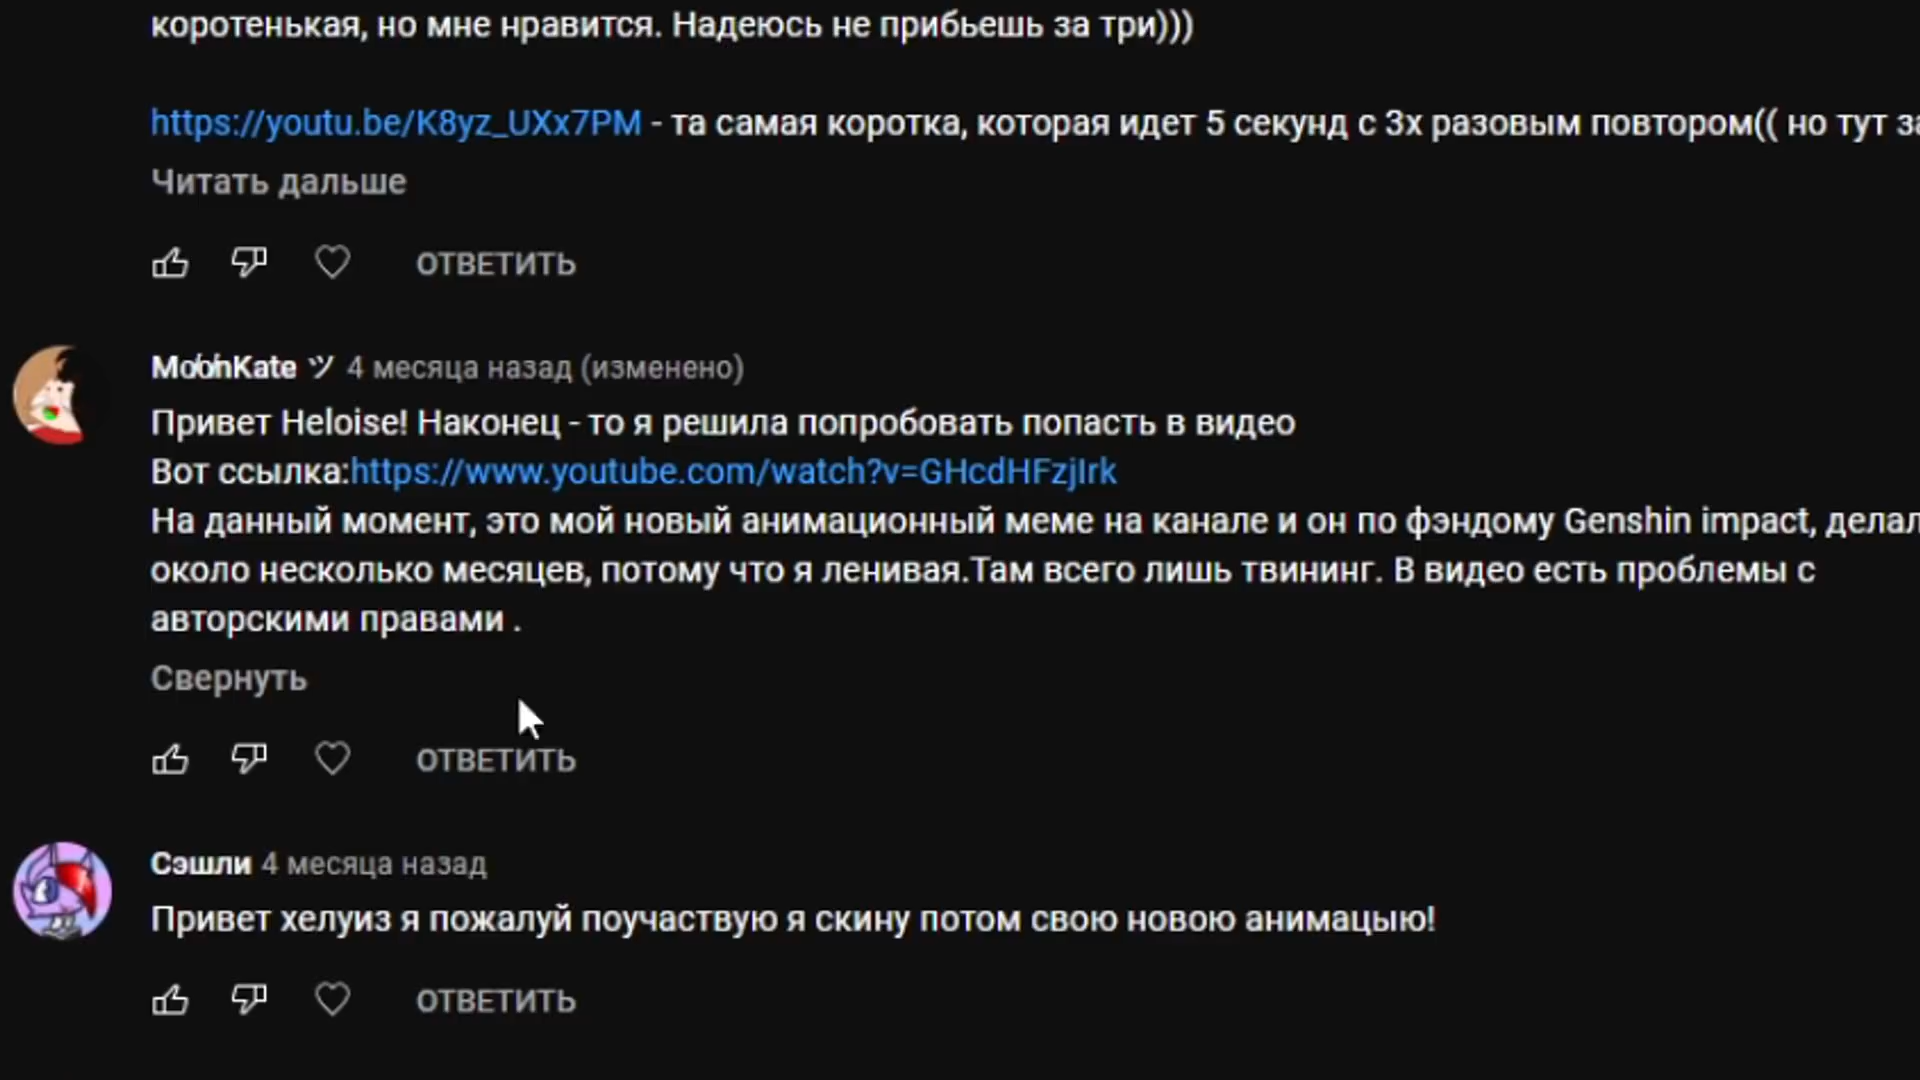 коротенькая, но мне нравится. Надеюсь не прибьешь за три)))
https://youtu.be/K8yz_UXx7PM - та самая коротка, которая идет 5 секунд с 3х разовым повтором(( но тут
Читать дальше
ОТВЕТИТЬ
ツ 4 месяца назад (изменено)
Привет Heloise! Наконец - то я решила попробовать попасть в видео
Вот ссылка:https://www.youtube.com/watch?v=GHcdHFzjIrk
На данный момент, это мой новый анимационный меме на канале и он по фэндому Genshin impact, делал
около несколько месяцев, потому что я ленивая.Там всего лишь твининг. В видео есть проблемы с
авторскими правами .
Свернуть
ОТВЕТИТЬ
Сэшли 4 месяца назад
Привет хелуиз я пожалуй поучаствую я скину потом свою новою анимацыю!
ОТВЕТИТЬ